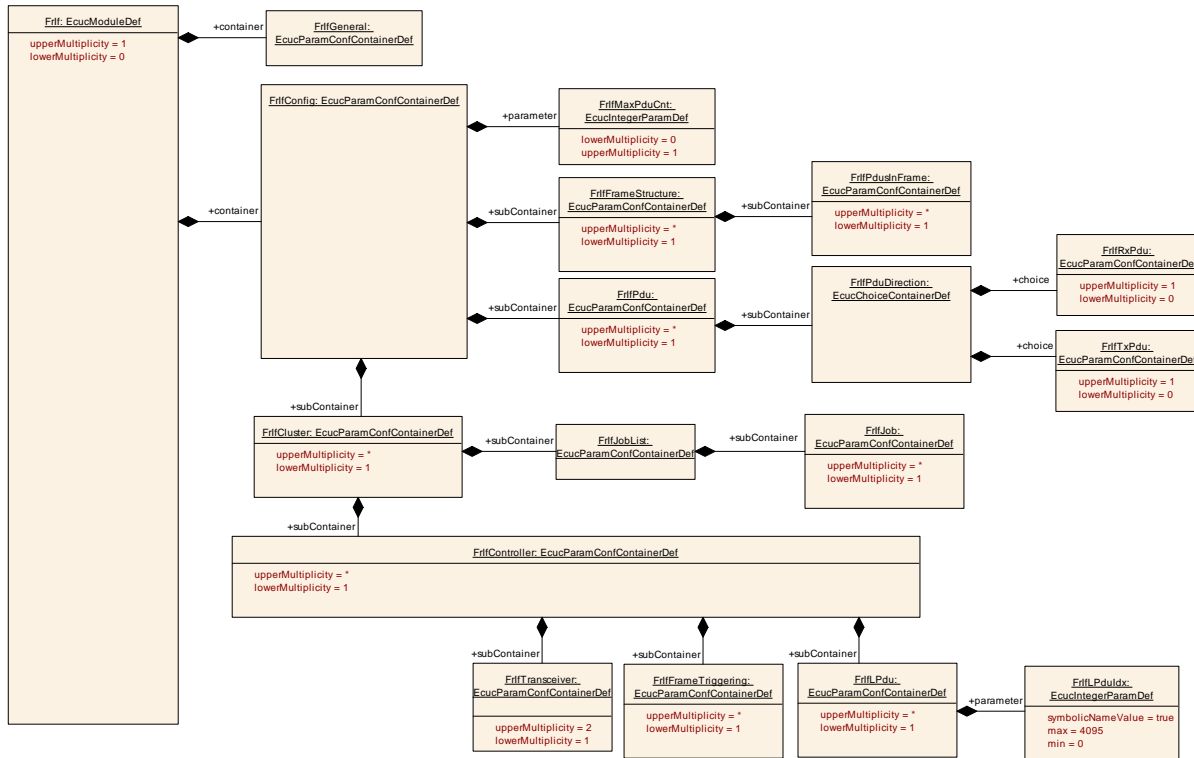 FrIf: EcucModuleDef
upperMultiplicity = 1
lowerMultiplicity = 0
+container
FrIfGeneral:
EcucParamConfContainerDef
+container
FrIfConfig: EcucParamConfContainerDef
+parameter
FrIfMaxPduCnt:
EcucIntegerParamDef
lowerMultiplicity = 0
upperMultiplicity = 1
+subContainer
FrIfFrameStructure:
EcucParamConfContainerDef
upperMultiplicity = *
lowerMultiplicity = 1
+subContainer
FrIfPdusInFrame:
EcucParamConfContainerDef
upperMultiplicity = *
lowerMultiplicity = 1
+subContainer
FrIfPdu:
EcucParamConfContainerDef
upperMultiplicity = *
lowerMultiplicity = 1
+subContainer
FrIfPduDirection:
EcucChoiceContainerDef
+choice
FrIfRxPdu:
EcucParamConfContainerDef
upperMultiplicity = 1
lowerMultiplicity = 0
+choice
FrIfTxPdu:
EcucParamConfContainerDef
upperMultiplicity = 1
lowerMultiplicity = 0
+subContainer
FrIfCluster: EcucParamConfContainerDef
upperMultiplicity = *
lowerMultiplicity = 1
+subContainer
FrIfJobList:
EcucParamConfContainerDef
+subContainer
FrIfJob:
EcucParamConfContainerDef
upperMultiplicity = *
lowerMultiplicity = 1
+subContainer
FrIfController: EcucParamConfContainerDef
upperMultiplicity = *
lowerMultiplicity = 1
+subContainer
FrIfTransceiver:
EcucParamConfContainerDef
upperMultiplicity = 2
lowerMultiplicity = 1
+subContainer
FrIfFrameTriggering:
EcucParamConfContainerDef
upperMultiplicity = *
lowerMultiplicity = 1
+subContainer
FrIfLPdu:
EcucParamConfContainerDef
upperMultiplicity = *
lowerMultiplicity = 1
+parameter
FrIfLPduIdx:
EcucIntegerParamDef
symbolicNameValue = true
max = 4095
min = 0